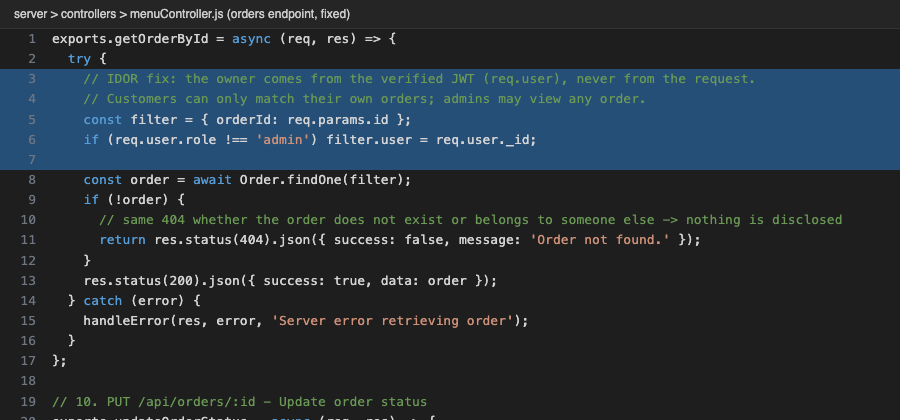 server > controllers > menuController.js (orders endpoint, fixed)
1 exports.getOrderById = async (req, res) => {
2 try {
3 // IDOR fix: the owner comes from the verified JWT (req.user), never from the request.
4 // Customers can only match their own orders; admins may view any order.
5 const filter = { orderId: req.params.id };
6 if (req.user.role !== 'admin') filter.user = req.user._id;
7
8 const order = await Order.findOne(filter);
9 if (!order) {
10 // same 404 whether the order does not exist or belongs to someone else —> nothing is disclosed
11 return res.status(404).json({ success: false, message: 'Order not found.' });
12 }
13 res.status(200).json({ success: true, data: order });
14 } catch (error) {
15 handleError(res, error, 'Server error retrieving order');
16 }
17 };
18
19 // 10. PUT /api/orders/:id – Update order status
20 exports.updateOrderStatus = async (req, res) => {